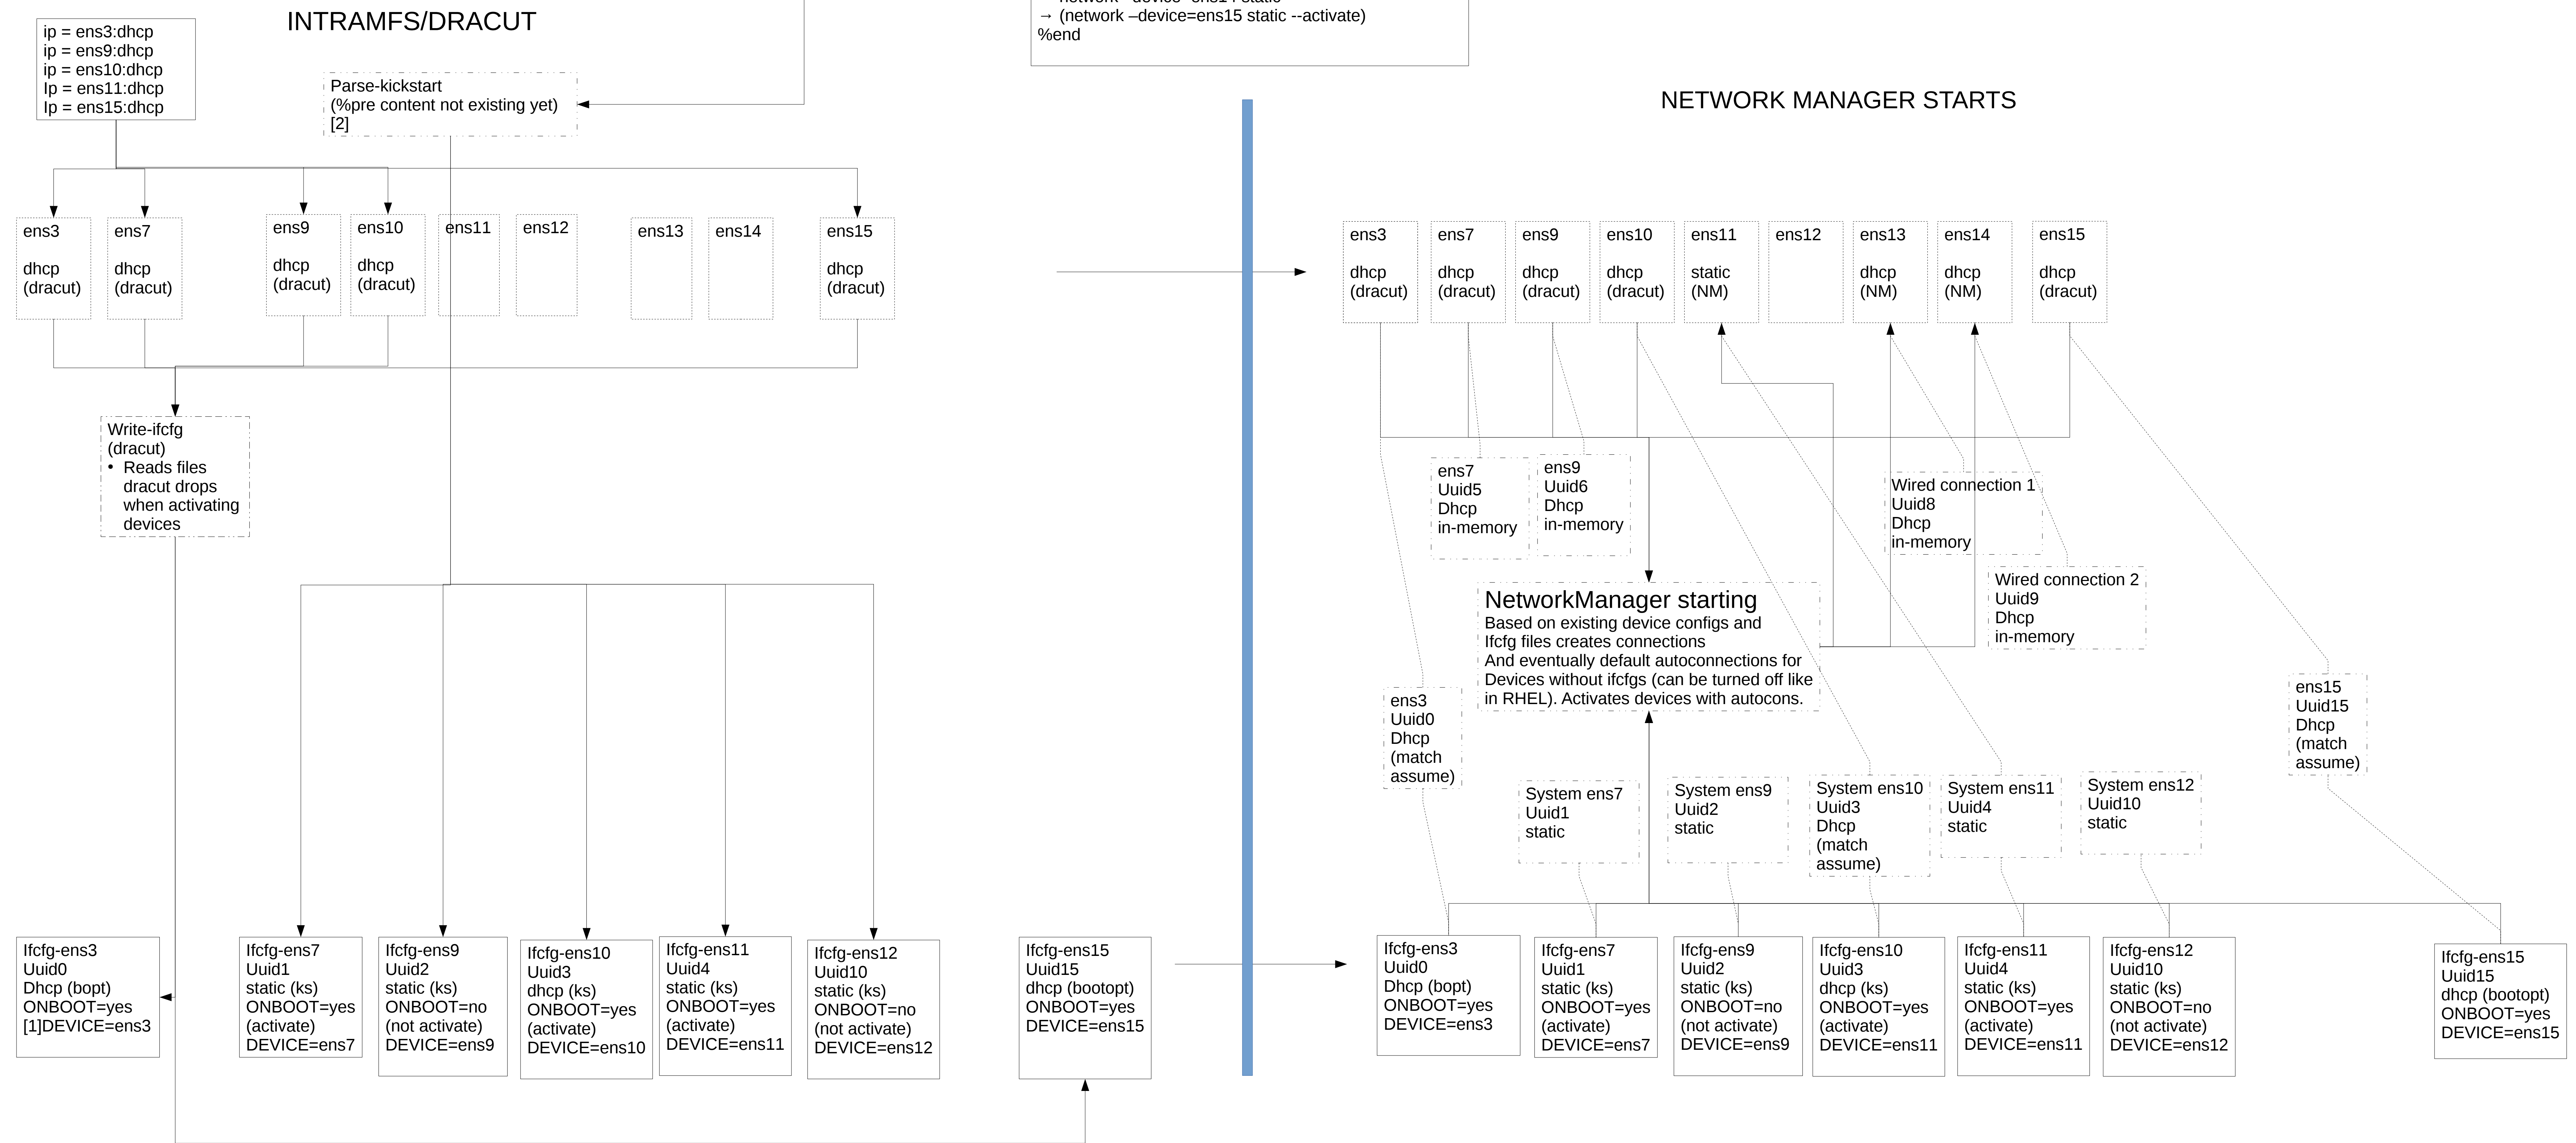 INTRAMFS/DRACUT
ip = ens3:dhcp
ip = ens9:dhcp
ip = ens10:dhcp
Ip = ens11:dhcp
Ip = ens15:dhcp
Parse-kickstart
(%pre content not existing yet)
[2]
ens3
dhcp
(dracut)
ens7
dhcp
(dracut)
ens9
dhcp
(dracut)
ens10
dhcp
(dracut)
ens11
ens12
ens13
ens14
ens15
dhcp
(dracut)
Write-ifcfg
(dracut)
• Reads files
dracut drops
when activating
devices
Ifcfg-ens3
Uuid0
Dhcp (bopt)
ONBOOT=yes
[1]DEVICE=ens3
Ifcfg-ens7
Uuid1
static (ks)
ONBOOT=yes
(activate)
DEVICE=ens7
Ifcfg-ens9
Uuid2
static (ks)
ONBOOT=no
(not activate)
DEVICE=ens9
Ifcfg-ens10
Uuid3
dhcp (ks)
ONBOOT=yes
(activate)
DEVICE=ens10
Ifcfg-ens11
Uuid4
static (ks)
ONBOOT=yes
(activate)
DEVICE=ens11
Ifcfg-ens12
Uuid10
static (ks)
ONBOOT=no
(not activate)
DEVICE=ens12
Ifcfg-ens15
Uuid15
dhcp (bootopt)
ONBOOT=yes
DEVICE=ens15
→ (network –device=ens15 static --activate)
%end
NETWORK MANAGER STARTS
ens3
dhcp
(dracut)
ens7
dhcp
(dracut)
ens9
dhcp
(dracut)
ens10
dhcp
(dracut)
ens11
static
(NM)
ens12
ens13
dhcp
(NM)
ens14
dhcp
(NM)
ens15
dhcp
(dracut)
ens7
Uuid5
Dhcp
in-memory
ens9
Uuid6
Dhcp
in-memory
Wired connection 1
Uuid8
Dhcp
in-memory
Wired connection 2
Uuid9
Dhcp
in-memory
NetworkManager starting
Based on existing device configs and
Ifcfg files creates connections
And eventually default autoconnections for
Devices without ifcfgs (can be turned off like
in RHEL). Activates devices with autocons.
ens3
Uuid0
Dhcp
(match
assume)
ens15
Uuid15
Dhcp
(match
assume)
System ens7
Uuid1
static
System ens9
Uuid2
static
System ens10
Uuid3
Dhcp
(match
assume)
System ens11
Uuid4
static
System ens12
Uuid10
static
Ifcfg-ens3
Uuid0
Dhcp (bopt)
ONBOOT=yes
DEVICE=ens3
Ifcfg-ens7
Uuid1
static (ks)
ONBOOT=yes
(activate)
DEVICE=ens7
Ifcfg-ens9
Uuid2
static (ks)
ONBOOT=no
(not activate)
DEVICE=ens9
Ifcfg-ens10
Uuid3
dhcp (ks)
ONBOOT=yes
(activate)
DEVICE=ens11
Ifcfg-ens11
Uuid4
static (ks)
ONBOOT=yes
(activate)
DEVICE=ens11
Ifcfg-ens12
Uuid10
static (ks)
ONBOOT=no
(not activate)
DEVICE=ens12
Ifcfg-ens15
Uuid15
dhcp (bootopt)
ONBOOT=yes
DEVICE=ens15